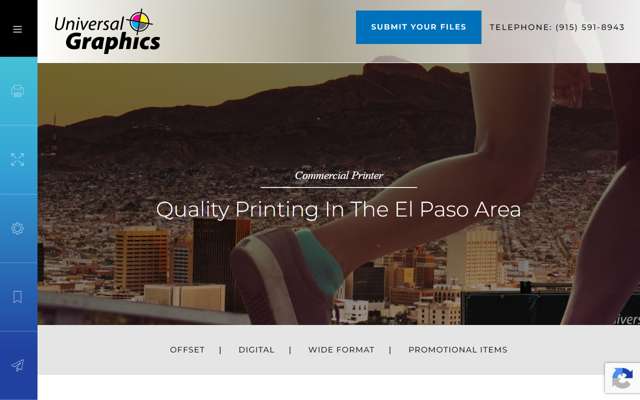 Universal
Graphics
SUBMIT YOUR FILES
TELEPHONE: (915) 591-8943
Commercial Printer
Quality Printing In The El Paso Area
OFFSET | DIGITAL | WIDE FORMAT | PROMOTIONAL ITEMS